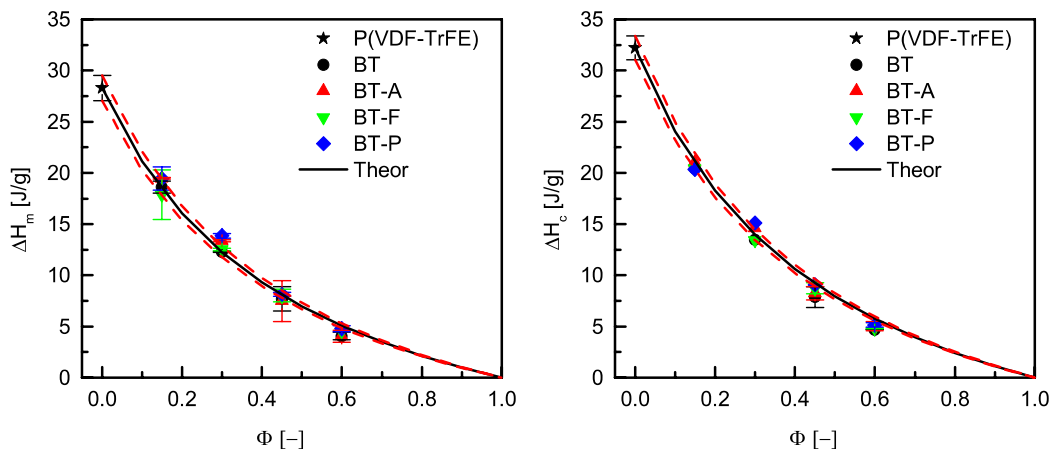 35
30
25
20
15
10
5
0
ΔHm [J/g]
0.0 0.2 0.4 0.6 0.8 1.0
Φ [–]
P(VDF-TrFE)
BT
BT-A
BT-F
BT-P
Theor
35
30
25
20
15
10
5
0
ΔHc [J/g]
0.0 0.2 0.4 0.6 0.8 1.0
Φ [–]
P(VDF-TrFE)
BT
BT-A
BT-F
BT-P
Theor